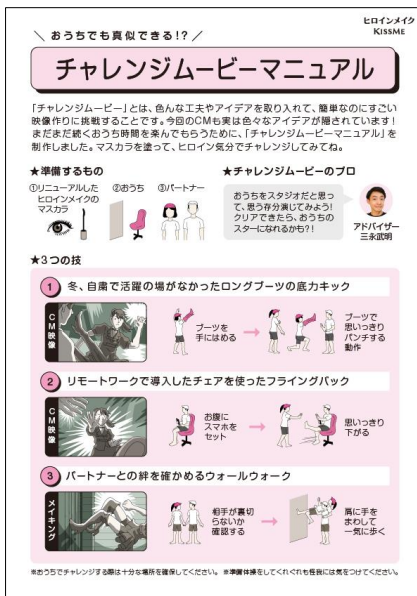 ヒロインメイク
KISSME
＼ おうちでも真似できる!? ／
チャレンジムービーマニュアル
「チャレンジムービー」とは、色んな工夫やアイデアを取り入れて、簡単なのにすごい
映像作りに挑戦することです。今回のCMも実は色々なアイデアが隠されています！
まだまだ続くおうち時間を楽んでもらうために、「チャレンジムービーマニュアル」を
制作しました。マスカラを塗って、ヒロイン気分でチャレンジしてみてね。
★準備するもの
①リニューアルした
ヒロインメイクの
マスカラ
②おうち
③パートナー
★チャレンジムービーのプロ
おうちをスタジオだと思っ
て、思う存分演じてみよう！
クリアできたら、おうちの
スターになれるかも?！
アドバイザー
三永武明
★3つの技
1 冬、自粛で活躍の場がなかったロングブーツの底力キック
CM映像
ブーツを
手にはめる
ブーツで
思いっきり
パンチする
動作
2 リモートワークで導入したチェアを使ったフライングバック
CM映像
お腹に
スマホを
セット
思いっきり
下がる
3 パートナーとの絆を確かめるウォールウォーク
メイキング
相手が裏切
らないか
確認する
肩に手を
まわして
一気に歩く
※おうちでチャレンジする際は十分な場所を確保してください。 ※準備体操をしてくれぐれも怪我には気をつけてください。